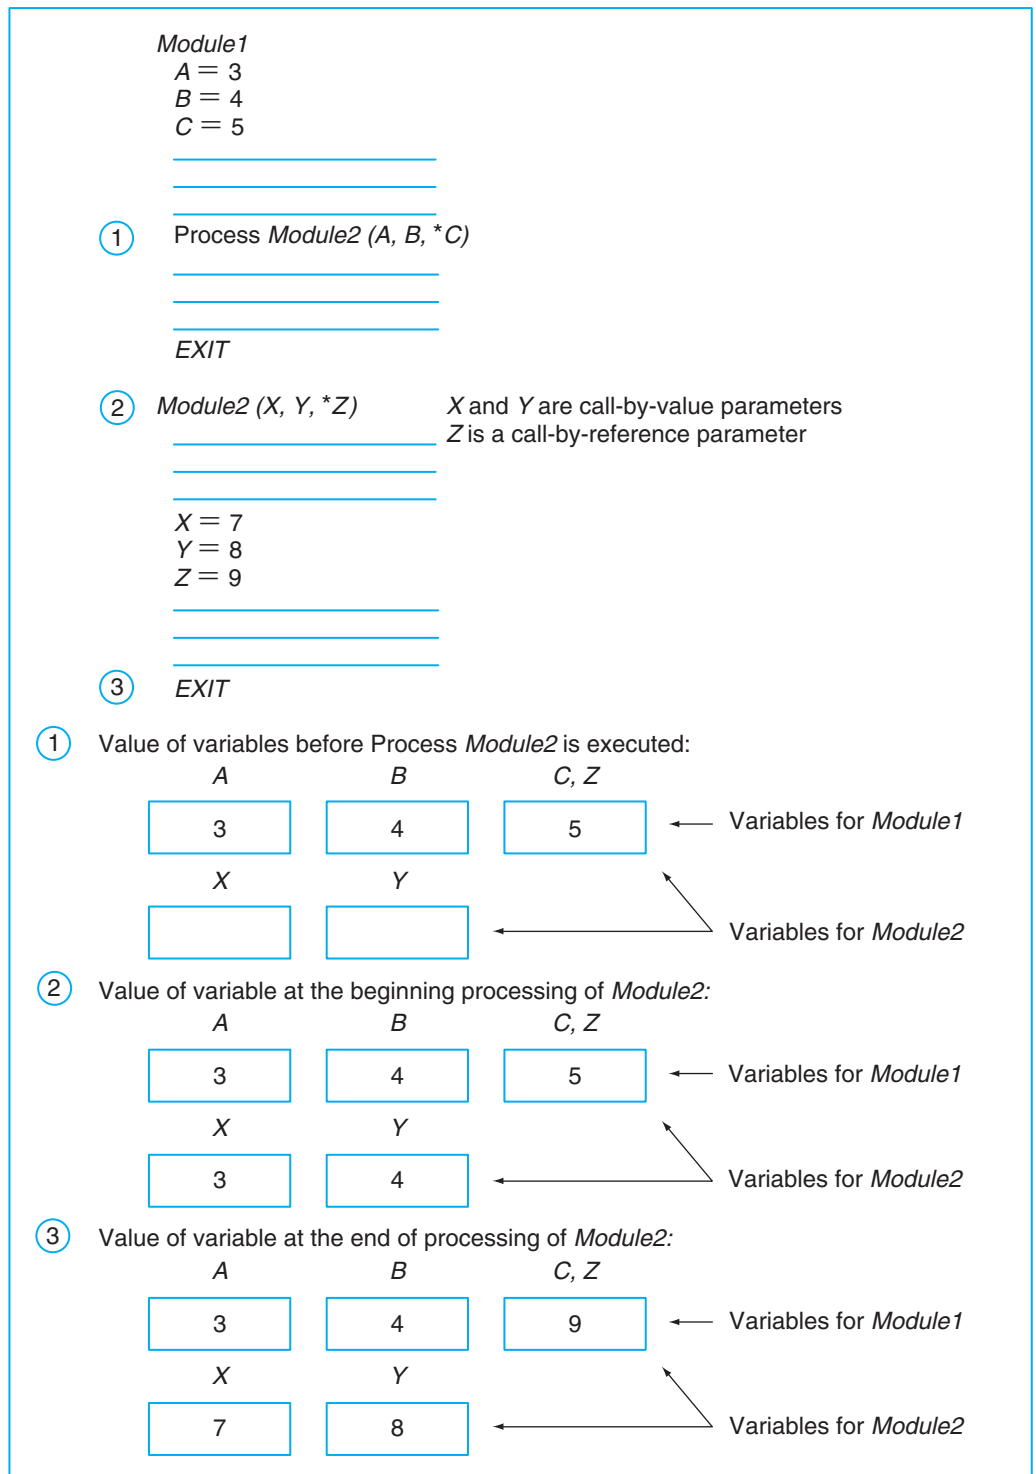 Module1
A = 3
B = 4
C = 5
1 Process Module2 (A, B, *C)
EXIT
2 Module2 (X, Y, *Z) X and Y are call-by-value parameters
Z is a call-by-reference parameter
X = 7
Y = 8
Z = 9
3 EXIT
1 Value of variables before Process Module2 is executed:
A B C, Z
3 4 5 Variables for Module1
X Y
Variables for Module2
2 Value of variable at the beginning processing of Module2:
A B C, Z
3 4 5 Variables for Module1
X Y
3 4 Variables for Module2
3 Value of variable at the end of processing of Module2:
A B C, Z
3 4 9 Variables for Module1
X Y
7 8 Variables for Module2